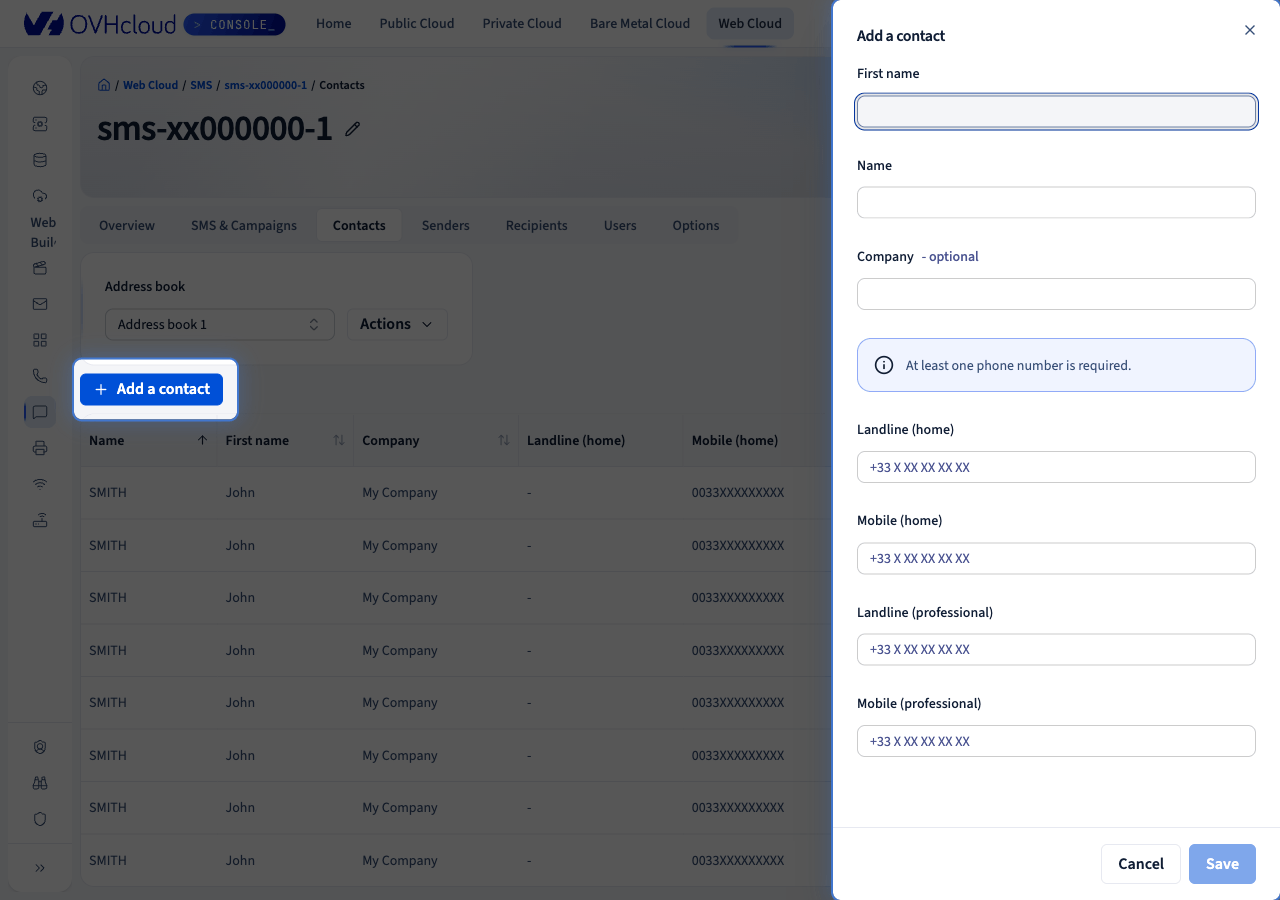 OVHcloud > CONSOLE_ Home Public Cloud Private Cloud Bare Metal Cloud Web Cloud
/ Web Cloud / SMS / sms-xx000000-1 / Contacts
sms-xx000000-1
Web
Buil
Overview SMS & Campaigns Contacts Senders Recipients Users Options
Address book
Address book 1 Actions
+ Add a contact
Name First name Company Landline (home) Mobile (home)
SMITH John My Company - 0033XXXXXXXXX
SMITH John My Company - 0033XXXXXXXXX
SMITH John My Company - 0033XXXXXXXXX
SMITH John My Company - 0033XXXXXXXXX
SMITH John My Company - 0033XXXXXXXXX
SMITH John My Company - 0033XXXXXXXXX
SMITH John My Company - 0033XXXXXXXXX
SMITH John My Company - 0033XXXXXXXXX
Add a contact
First name
Name
Company - optional
At least one phone number is required.
Landline (home)
+33 X XX XX XX XX
Mobile (home)
+33 X XX XX XX XX
Landline (professional)
+33 X XX XX XX XX
Mobile (professional)
+33 X XX XX XX XX
Cancel Save